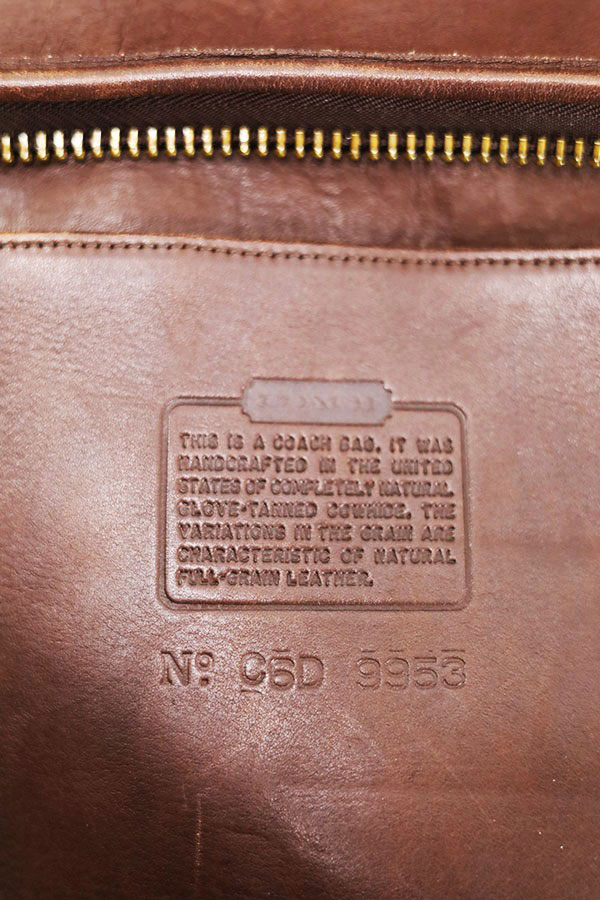 COACH
THIS IS A COACH BAG. IT WAS
HANDCRAFTED IN THE UNITED
STATES OF COMPLETELY NATURAL
GLOVE-TANNED COWHIDE. THE
VARIATIONS IN THE GRAIN ARE
CHARACTERISTIC OF NATURAL
FULL-GRAIN LEATHER.
Nº C6D 9953